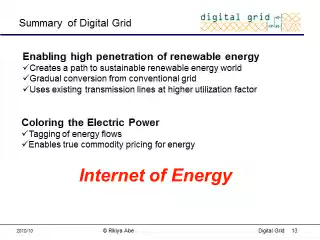 Summary of Digital Grid
digital grid
Enabling high penetration of renewable energy
✓Creates a path to sustainable renewable energy world
✓Gradual conversion from conventional grid
✓Uses existing transmission lines at higher utilization factor
Coloring the Electric Power
✓Tagging of energy flows
✓Enables true commodity pricing for energy
Internet of Energy
2010/10
© Rikiya Abe
Digital Grid 13